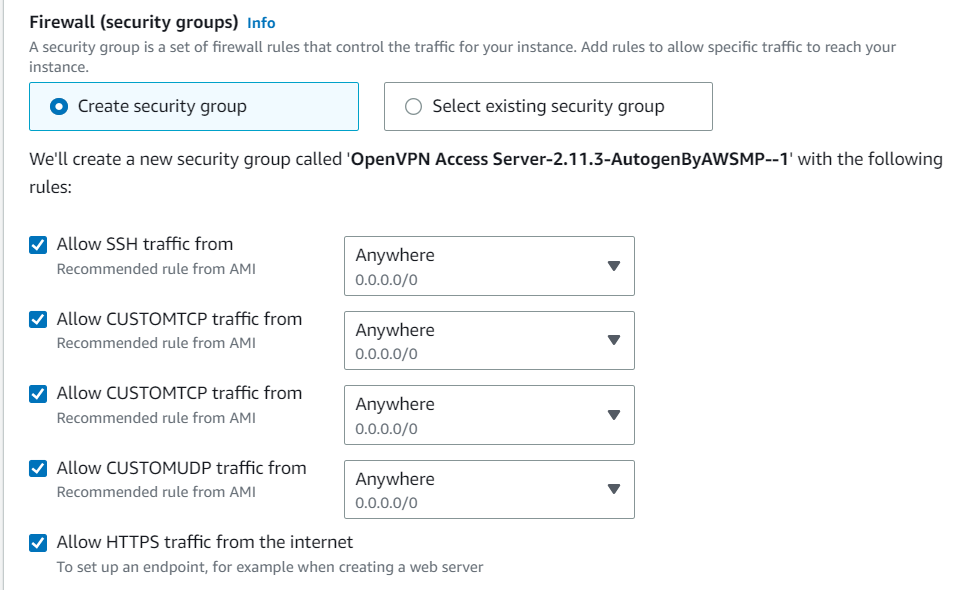 Firewall (security groups) Info
A security group is a set of firewall rules that control the traffic for your instance. Add rules to allow specific traffic to reach your
instance.
Create security group
Select existing security group
We'll create a new security group called 'OpenVPN Access Server-2.11.3-AutogenByAWSMP--1' with the following
rules:
Allow SSH traffic from
Recommended rule from AMI
Anywhere
0.0.0.0/0
Allow CUSTOMTCP traffic from
Recommended rule from AMI
Anywhere
0.0.0.0/0
Allow CUSTOMTCP traffic from
Recommended rule from AMI
Anywhere
0.0.0.0/0
Allow CUSTOMUDP traffic from
Recommended rule from AMI
Anywhere
0.0.0.0/0
Allow HTTPS traffic from the internet
To set up an endpoint, for example when creating a web server